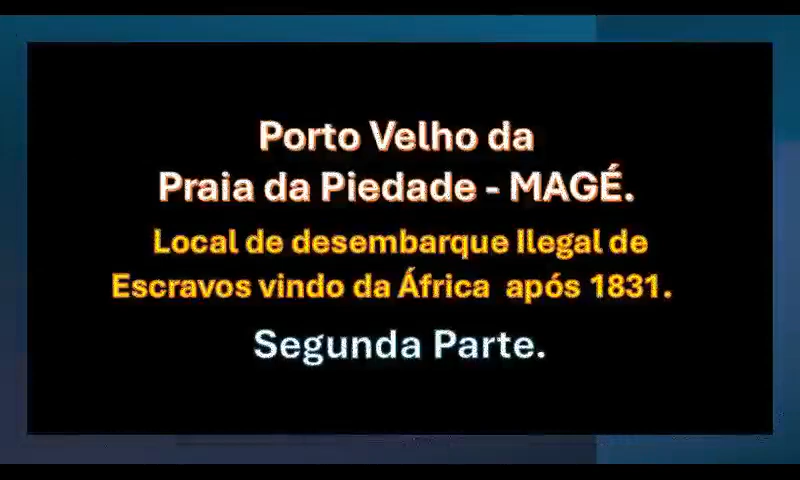 Porto Velho da
Praia da Piedade - MAGÉ.
Local de desembarque Ilegal de
Escravos vindo da África após 1831.
Segunda Parte.